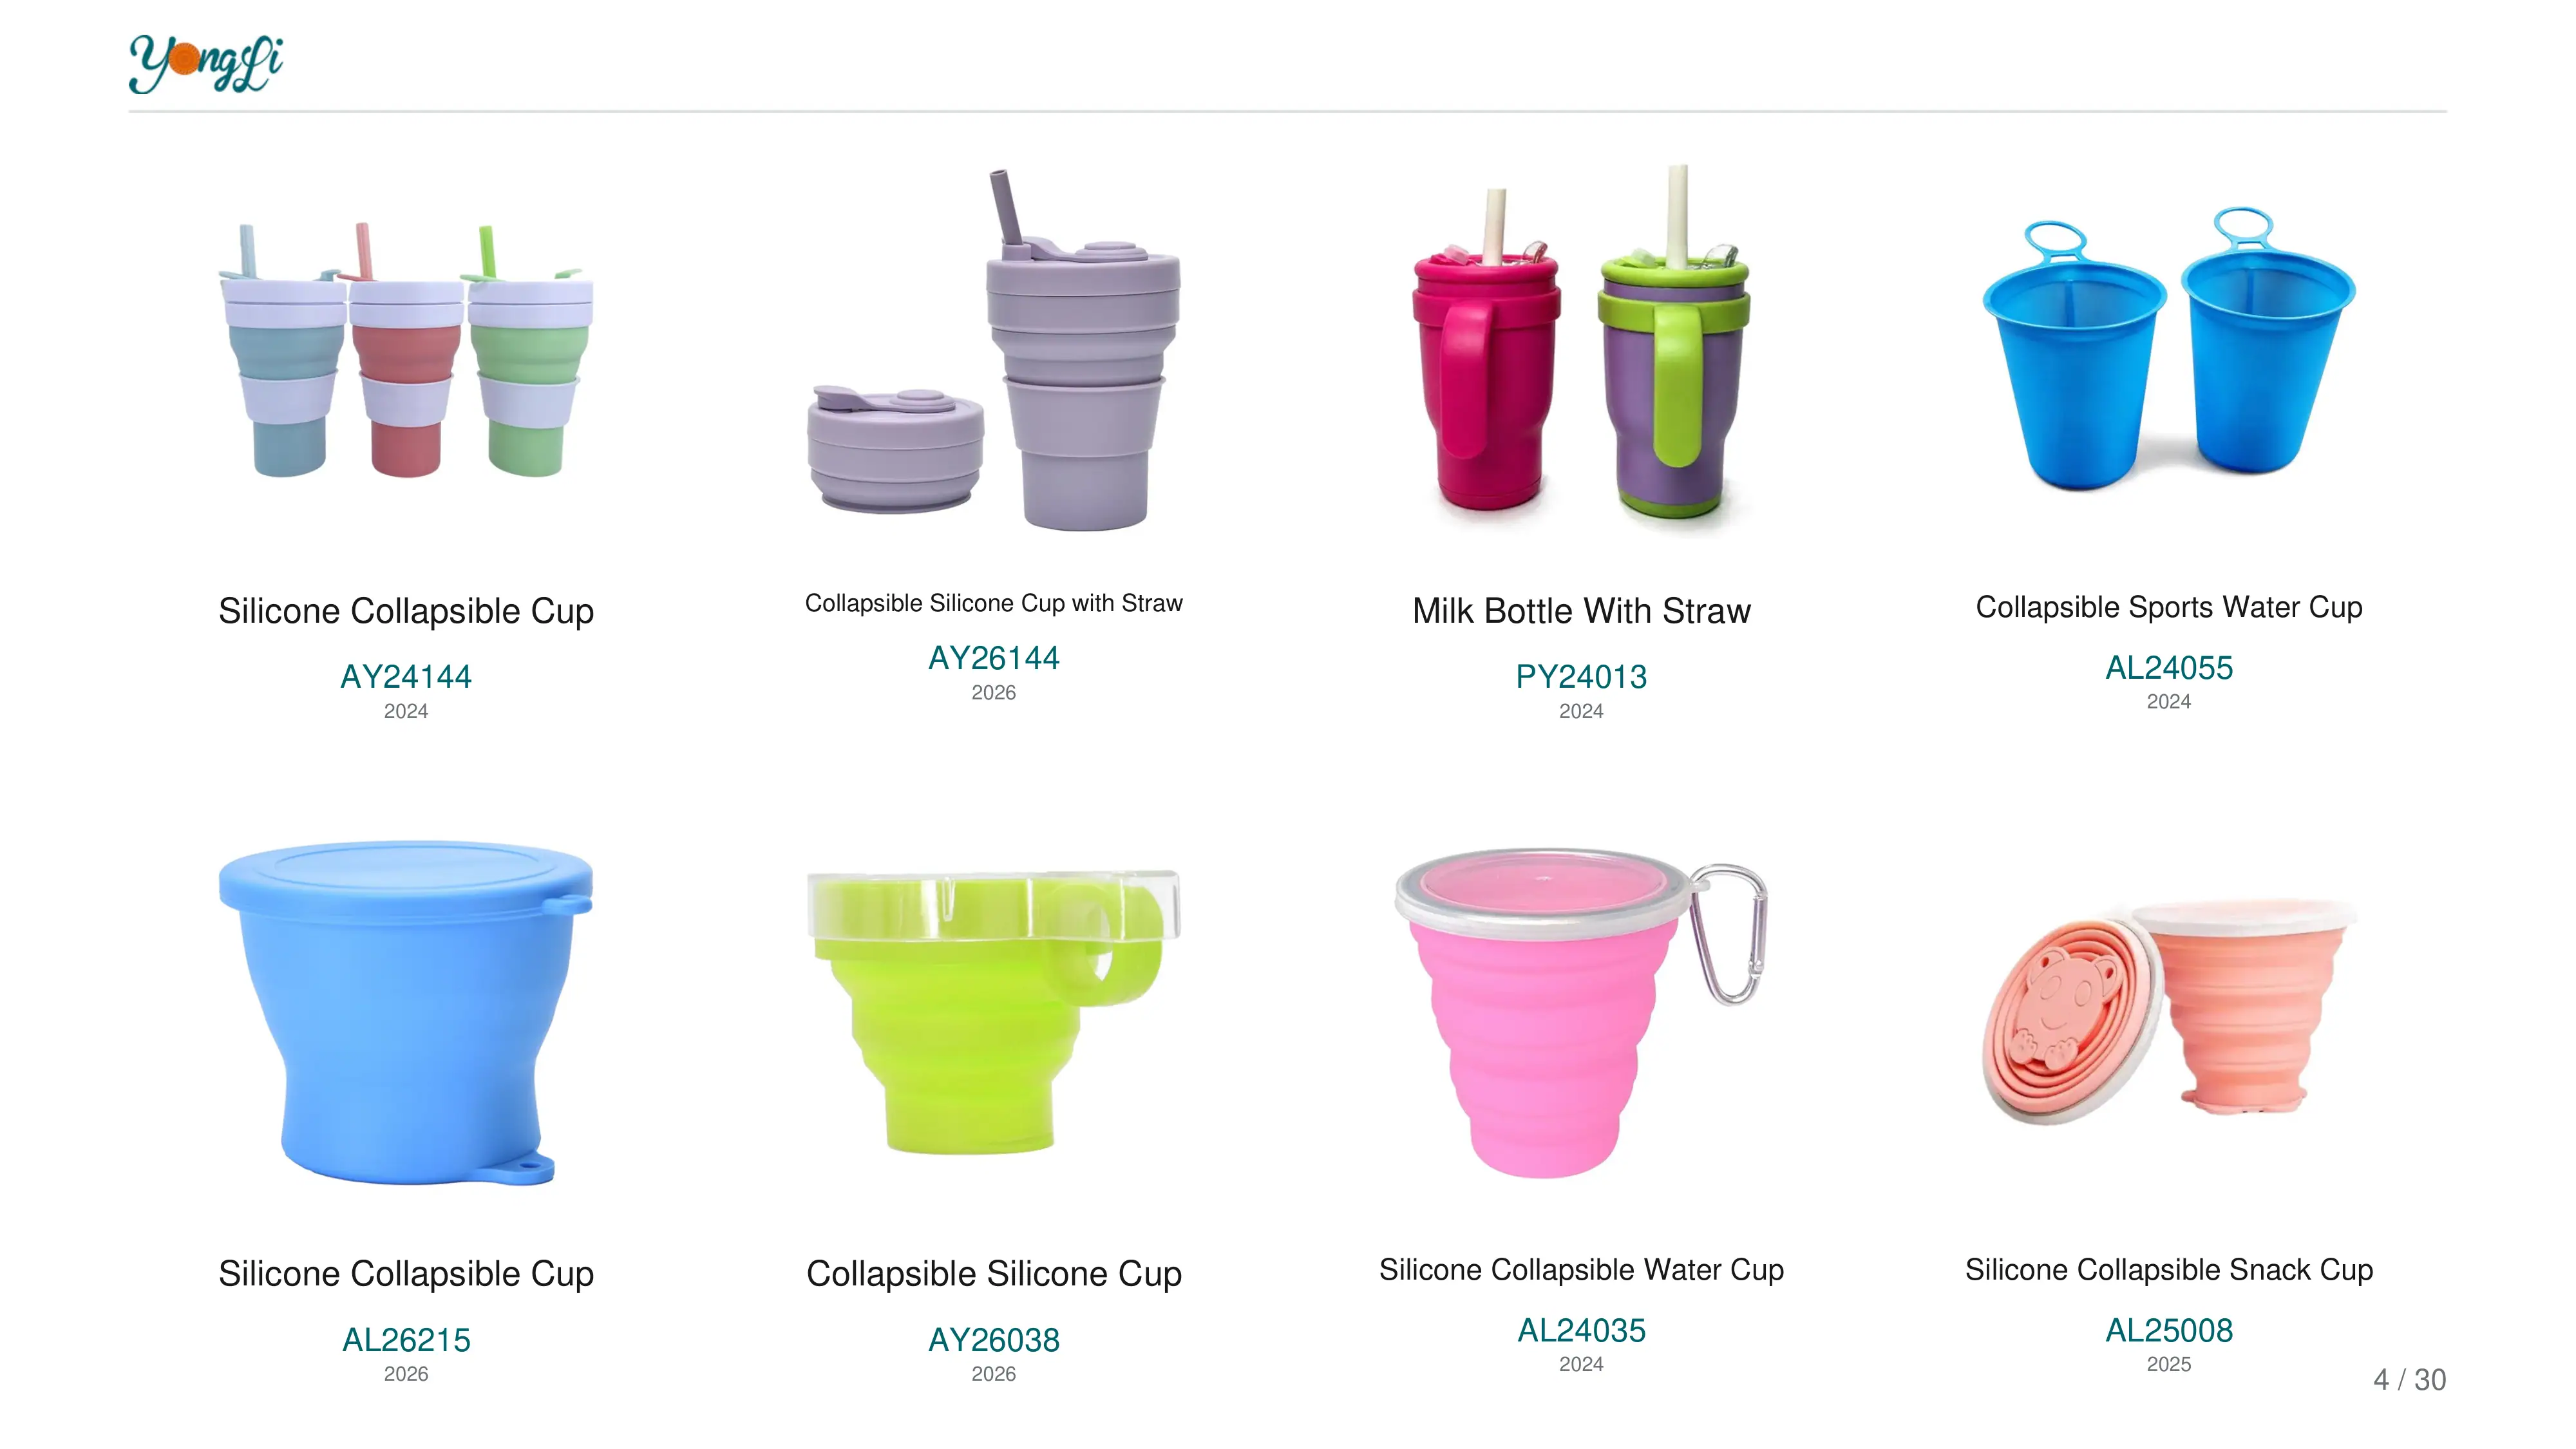 YongLi
Silicone Collapsible Cup
AY24144
2024
Collapsible Silicone Cup with Straw
AY26144
2026
Milk Bottle With Straw
PY24013
2024
Collapsible Sports Water Cup
AL24055
2024
Silicone Collapsible Cup
AL26215
2026
Collapsible Silicone Cup
AY26038
2026
Silicone Collapsible Water Cup
AL24035
2024
Silicone Collapsible Snack Cup
AL25008
2025
4 / 30